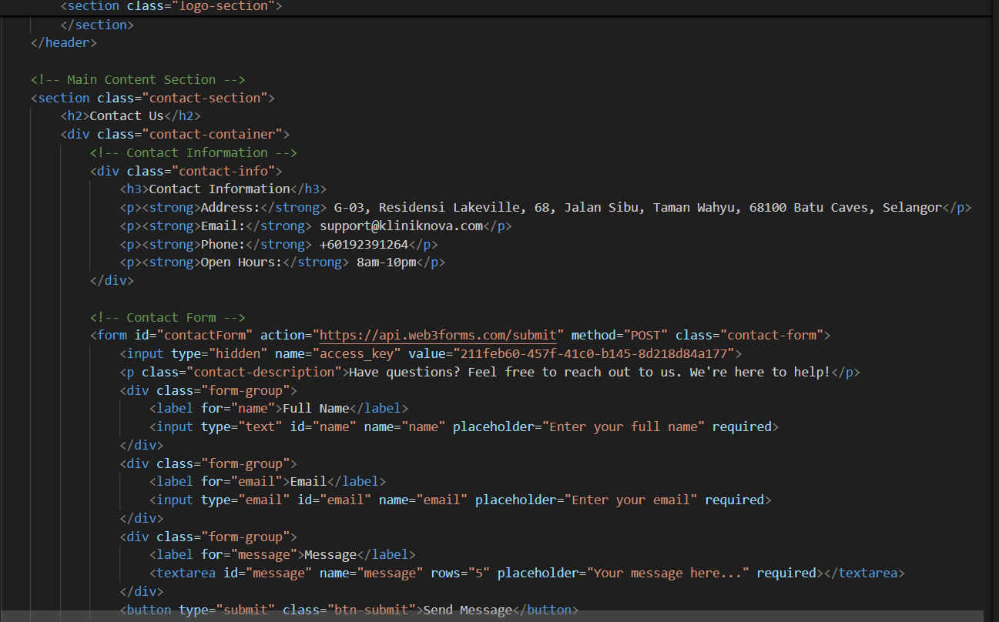 <section class="logo-section">
</section>
</header>
<!-- Main Content Section -->
<section class="contact-section">
<h2>Contact Us</h2>
<div class="contact-container">
<!-- Contact Information -->
<div class="contact-info">
<h3>Contact Information</h3>
<p><strong>Address:</strong> G-03, Residensi Lakeville, 68, Jalan Sibu, Taman Wahyu, 68100 Batu Caves, Selangor</p>
<p><strong>Email:</strong> support@kliniknova.com</p>
<p><strong>Phone:</strong> +60192391264</p>
<p><strong>Open Hours:</strong> 8am-10pm</p>
</div>
<!-- Contact Form -->
<form id="contactForm" action="https://api.web3forms.com/submit" method="POST" class="contact-form">
<input type="hidden" name="access_key" value="211feb60-457f-41c0-b145-8d218d84a177">
<p class="contact-description">Have questions? Feel free to reach out to us. We're here to help!</p>
<div class="form-group">
<label for="name">Full Name</label>
<input type="text" id="name" name="name" placeholder="Enter your full name" required>
</div>
<div class="form-group">
<label for="email">Email</label>
<input type="email" id="email" name="email" placeholder="Enter your email" required>
</div>
<div class="form-group">
<label for="message">Message</label>
<textarea id="message" name="message" rows="5" placeholder="Your message here..." required></textarea>
</div>
<button type="submit" class="btn-submit">Send Message</button>